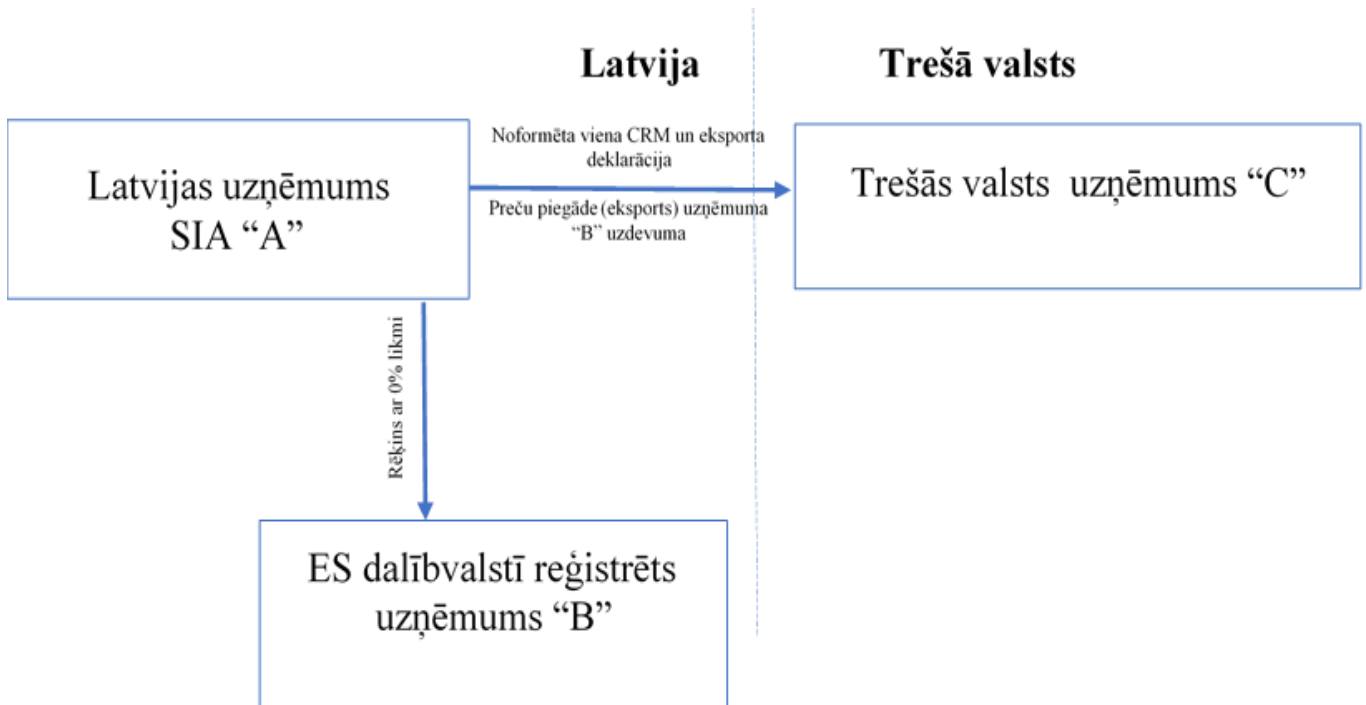 Latvija
Trešā valsts
Latvijas uzņēmums
SIA “A”
Noformēta viena CRM un eksporta
deklarācija
Preču piegāde (eksports) uzņēmuma
“B” uzdevuma
Trešās valsts uzņēmums “C”
Rēķins ar 0% likmi
ES dalībvalstī reģistrēts
uzņēmums “B”